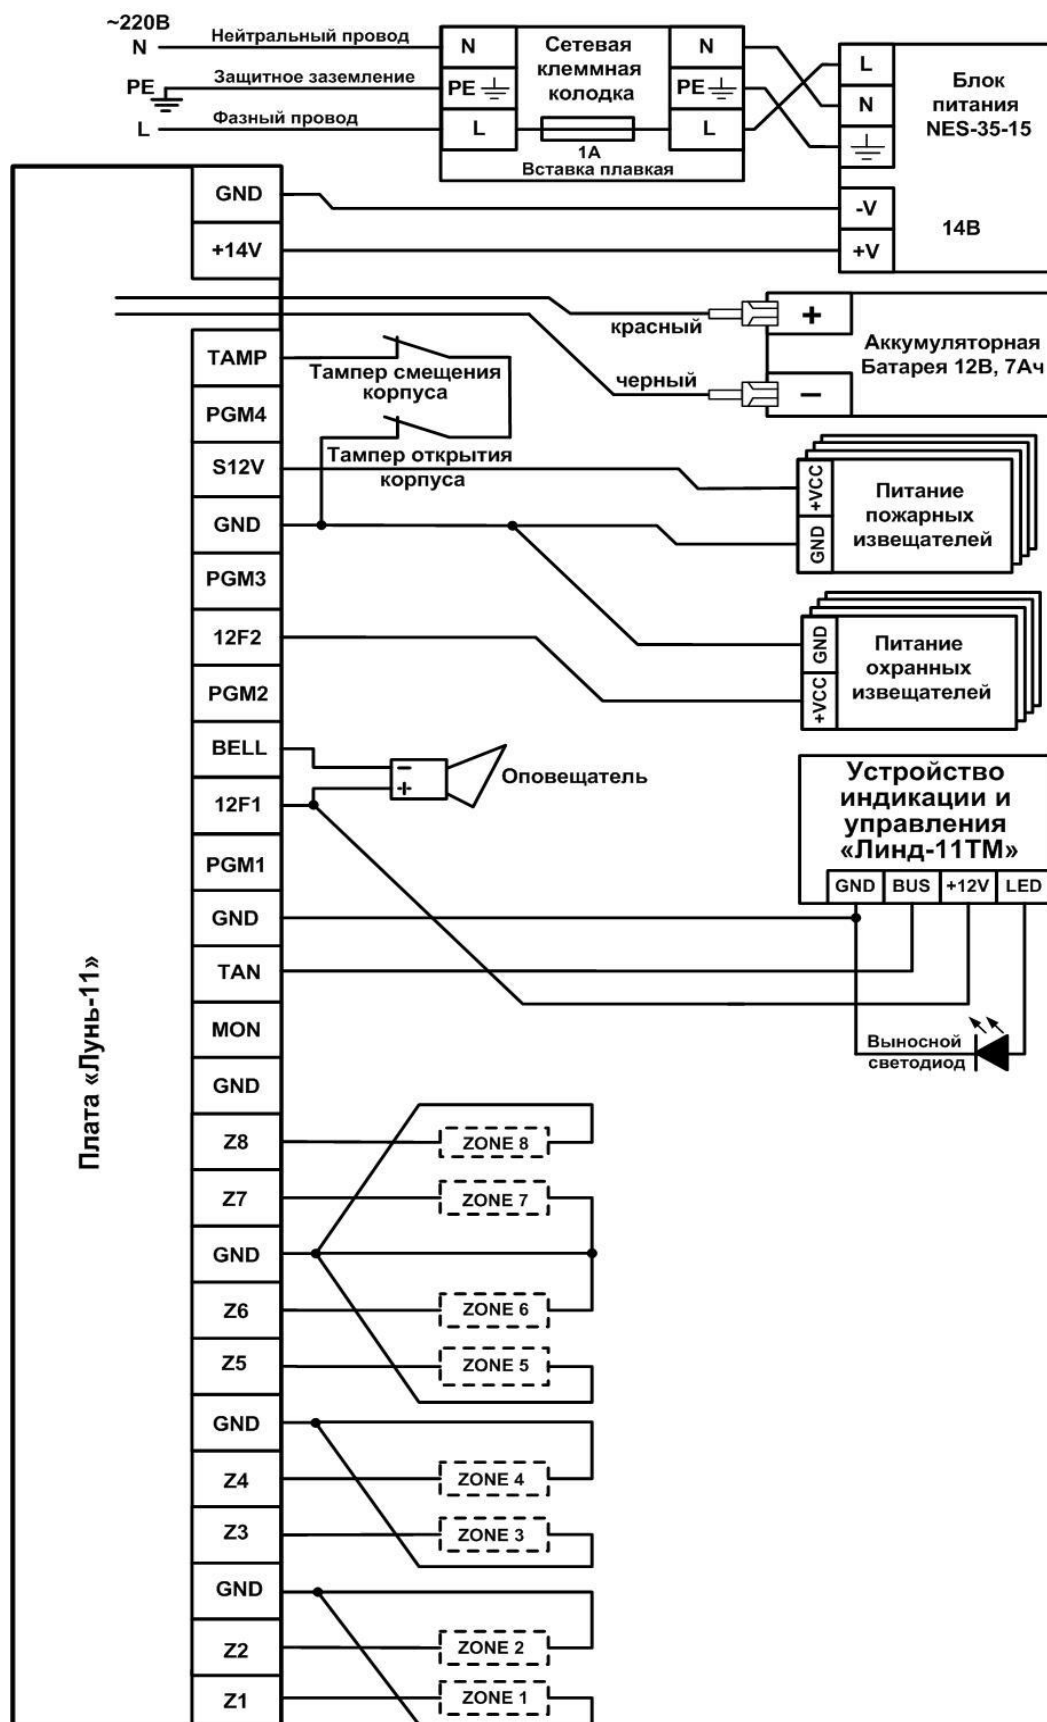 ~220В
N
Нейтральный провод
PE
Защитное заземление
L
Фазный провод
N
PE
L
Сетевая
клеммная
колодка
1А
Вставка плавкая
N
PE
L
L
N
Блок
питания
NES-35-15
-V
+V
14В
GND
+14V
красный
черный
+
−
Аккумуляторная
Батарея 12В, 7Ач
TAMP
Тампер смещения
корпуса
PGM4
S12V
Тампер открытия
корпуса
GND
+VCC
GND
Питание
пожарных
извещателей
PGM3
12F2
GND
+VCC
Питание
охранных
извещателей
PGM2
BELL
−
+
Оповещатель
12F1
PGM1
Устройство
индикации и
управления
«Линд-11ТМ»
GND BUS +12V LED
GND
TAN
MON
Выносной
светодиод
GND
Плата «Лунь-11»
Z8
ZONE 8
Z7
ZONE 7
GND
Z6
ZONE 6
Z5
ZONE 5
GND
Z4
ZONE 4
Z3
ZONE 3
GND
Z2
ZONE 2
Z1
ZONE 1